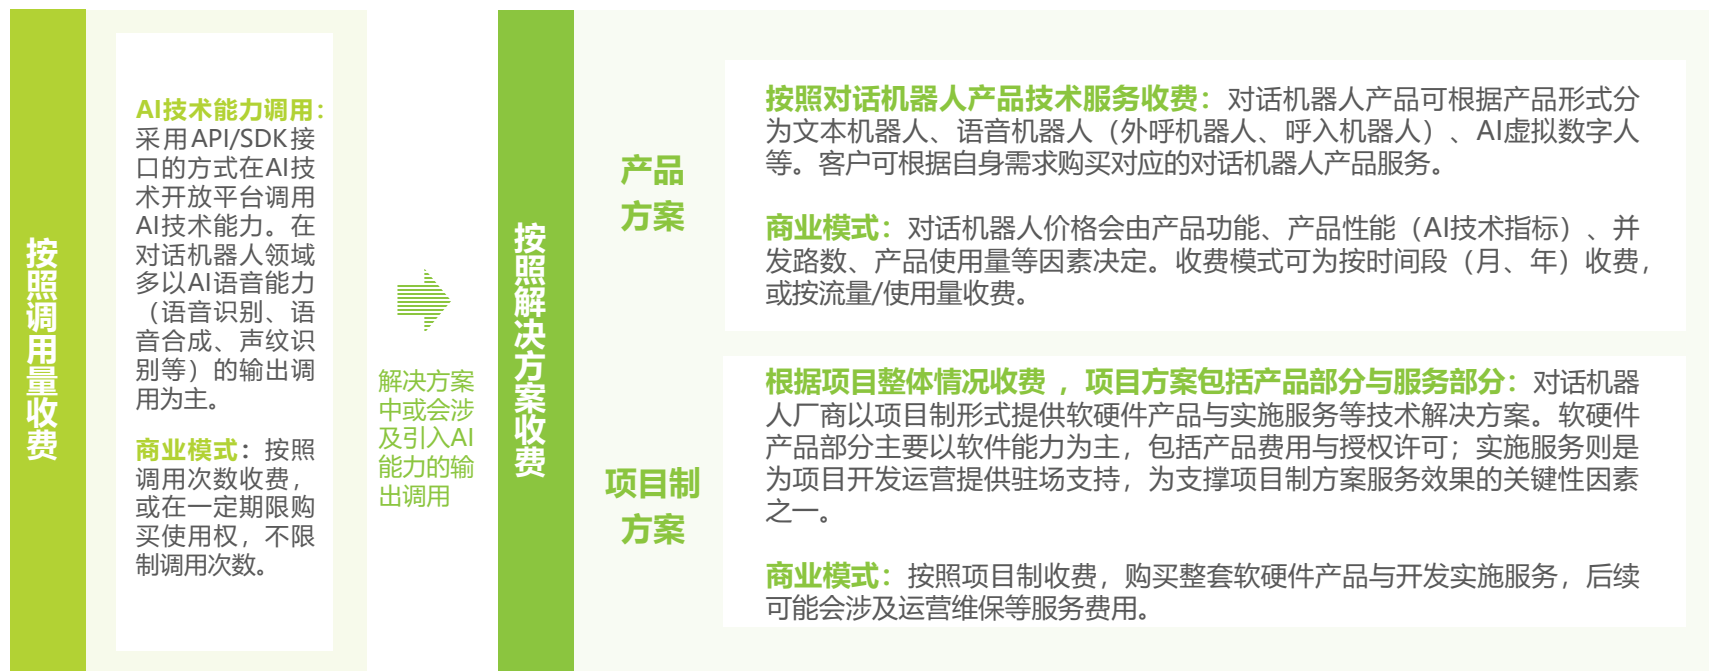 按照调用量收费
AI技术能力调用：
采用API/SDK接
口的方式在AI技
术开放平台调用
AI技术能力。在
对话机器人领域
多以AI语音能力
（语音识别、语
音合成、声纹识
别等）的输出调
用为主。
商业模式：按照
调用次数收费，
或在一定期限购
买使用权，不限
制调用次数。
解决方案
中或会涉
及引入AI
能力的输
出调用
按照解决方案收费
产品
方案
按照对话机器人产品技术服务收费：对话机器人产品可根据产品形式分
为文本机器人、语音机器人（外呼机器人、呼入机器人）、AI虚拟数字人
等。客户可根据自身需求购买对应的对话机器人产品服务。
商业模式：对话机器人价格会由产品功能、产品性能（AI技术指标）、并
发路数、产品使用量等因素决定。收费模式可为按时间段（月、年）收费，
或按流量/使用量收费。
项目制
方案
根据项目整体情况收费 ，项目方案包括产品部分与服务部分：对话机器
人厂商以项目制形式提供软硬件产品与实施服务等技术解决方案。软硬件
产品部分主要以软件能力为主，包括产品费用与授权许可；实施服务则是
为项目开发运营提供驻场支持，为支撑项目制方案服务效果的关键性因素
之一。
商业模式：按照项目制收费，购买整套软硬件产品与开发实施服务，后续
可能会涉及运营维保等服务费用。